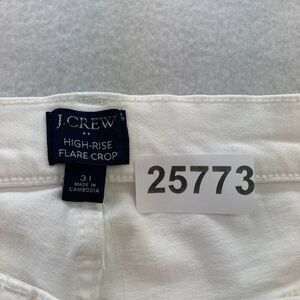 J.CREW
HIGH-RISE
FLARE CROP
31
MADE IN
CAMBODIA
25773